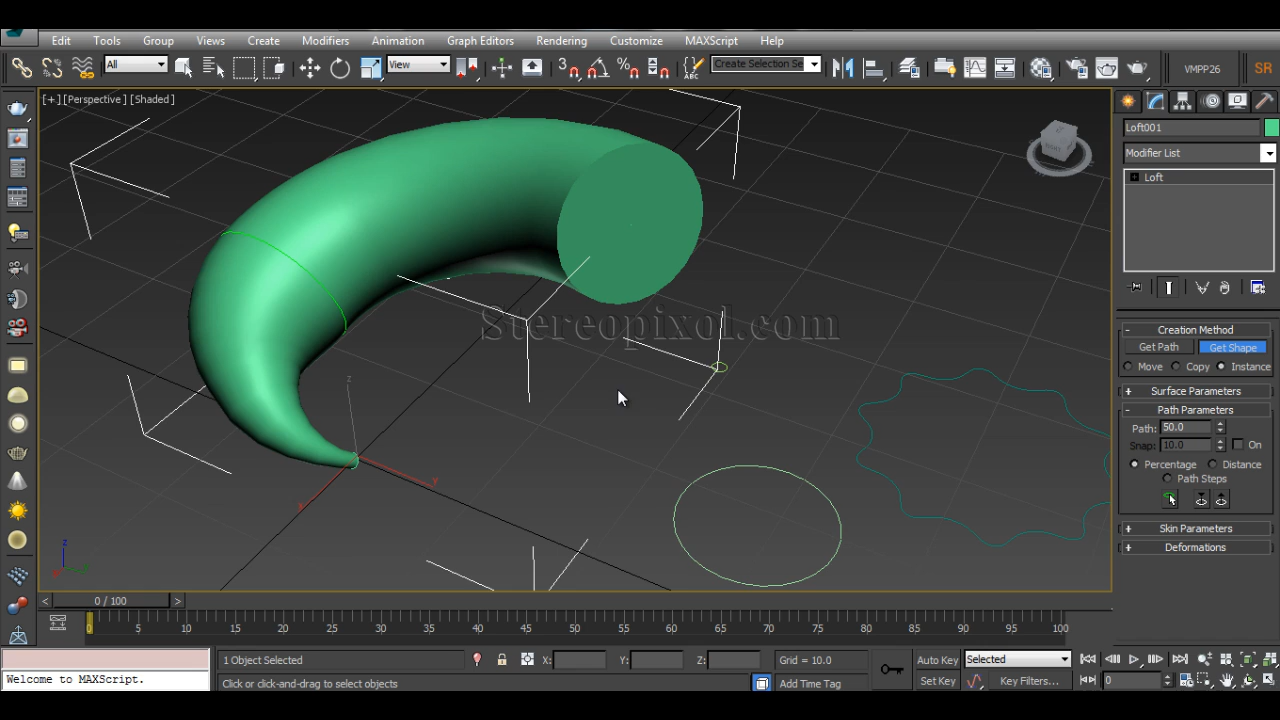 Edit Tools Group Views Create Modifiers Animation Graph Editors Rendering Customize MAXScript Help
All View 3 % ABC Create Selection Se VMPP26 SR
[+] [Perspective ] [Shaded ]
Loft001
Modifier List
Loft
Stereopixol.com
Creation Method
Get Path Get Shape
Move Copy Instance
Surface Parameters
Path Parameters
Path: 50.0
Snap: 10.0 On
Percentage Distance
Path Steps
Skin Parameters
Deformations
z
x
y
z
0 / 100
0 5 10 15 20 25 30 35 40 45 50 55 60 65 70 75 80 85 90 95 100
1 Object Selected X: Y: Z: Grid = 10.0 Auto Key Selected
Welcome to MAXScript. Click or click-and-drag to select objects Add Time Tag Set Key Key Filters... 0